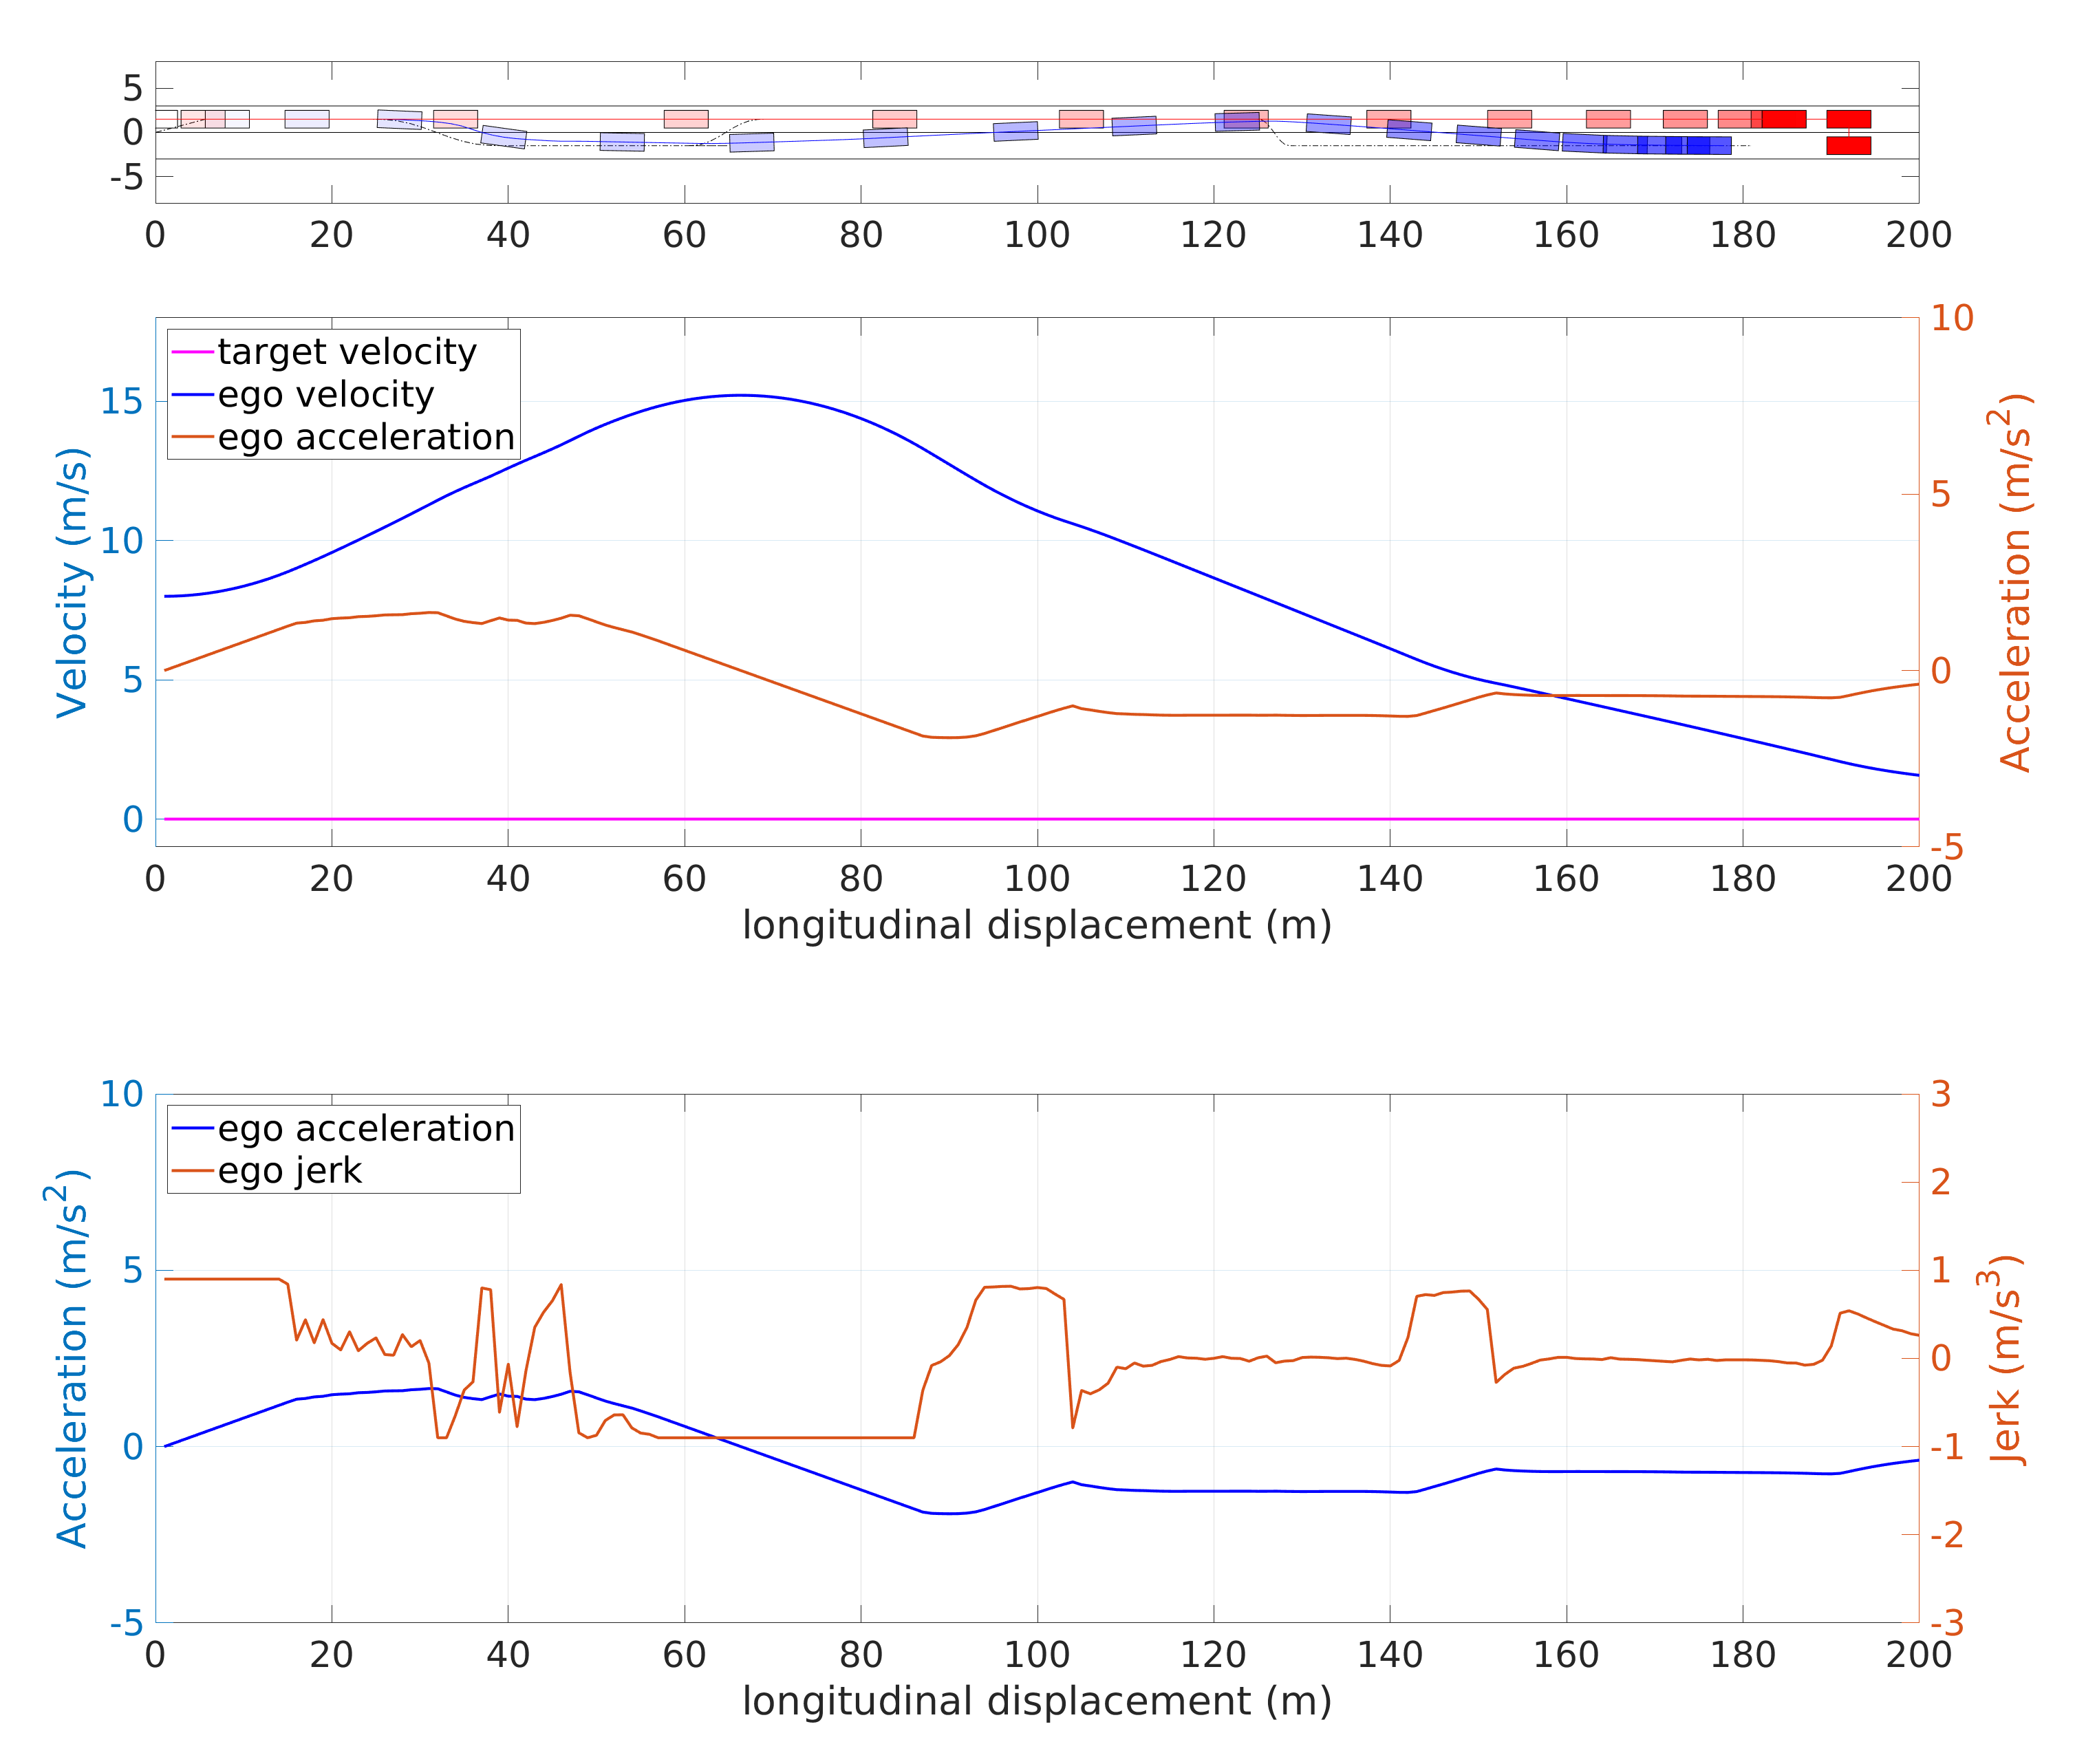 5
0
-5
0 20 40 60 80 100 120 140 160 180 200
target velocity
ego velocity
ego acceleration
15
10
5
0
Velocity (m/s)
10
5
0
-5
Acceleration (m/s²)
0 20 40 60 80 100 120 140 160 180 200
longitudinal displacement (m)
ego acceleration
ego jerk
10
5
0
-5
Acceleration (m/s²)
3
2
1
0
-1
-2
-3
Jerk (m/s³)
0 20 40 60 80 100 120 140 160 180 200
longitudinal displacement (m)